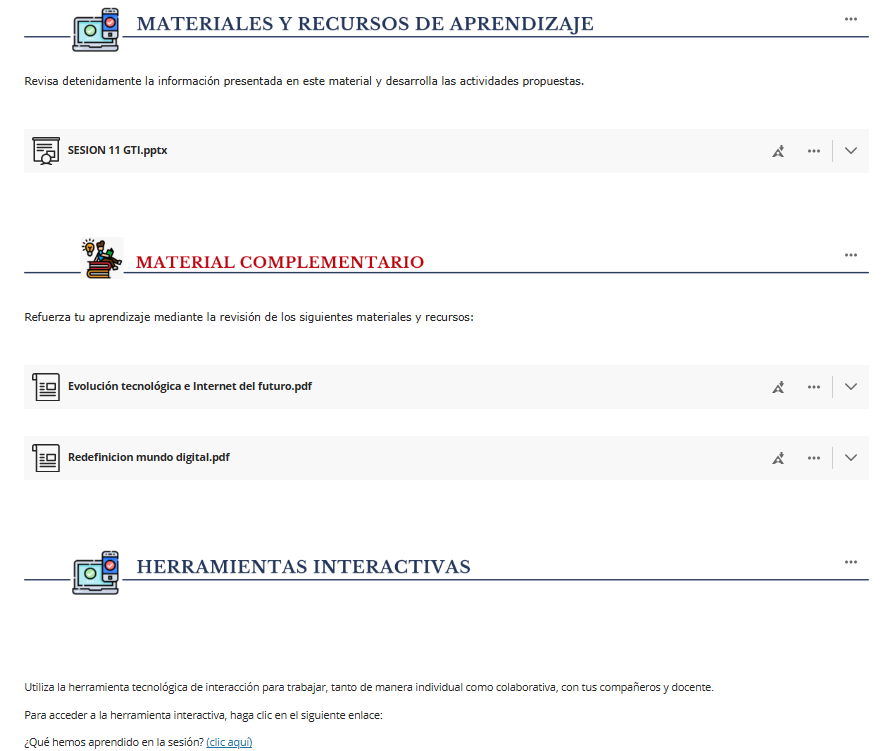 MATERIALES Y RECURSOS DE APRENDIZAJE
Revisa detenidamente la información presentada en este material y desarrolla las actividades propuestas.
SESION 11 GTI.pptx
MATERIAL COMPLEMENTARIO
Refuerza tu aprendizaje mediante la revisión de los siguientes materiales y recursos:
Evolución tecnológica e Internet del futuro.pdf
Redefinicion mundo digital.pdf
HERRAMIENTAS INTERACTIVAS
Utiliza la herramienta tecnológica de interacción para trabajar, tanto de manera individual como colaborativa, con tus compañeros y docente.
Para acceder a la herramienta interactiva, haga clic en el siguiente enlace:
¿Qué hemos aprendido en la sesión? (clic aquí)